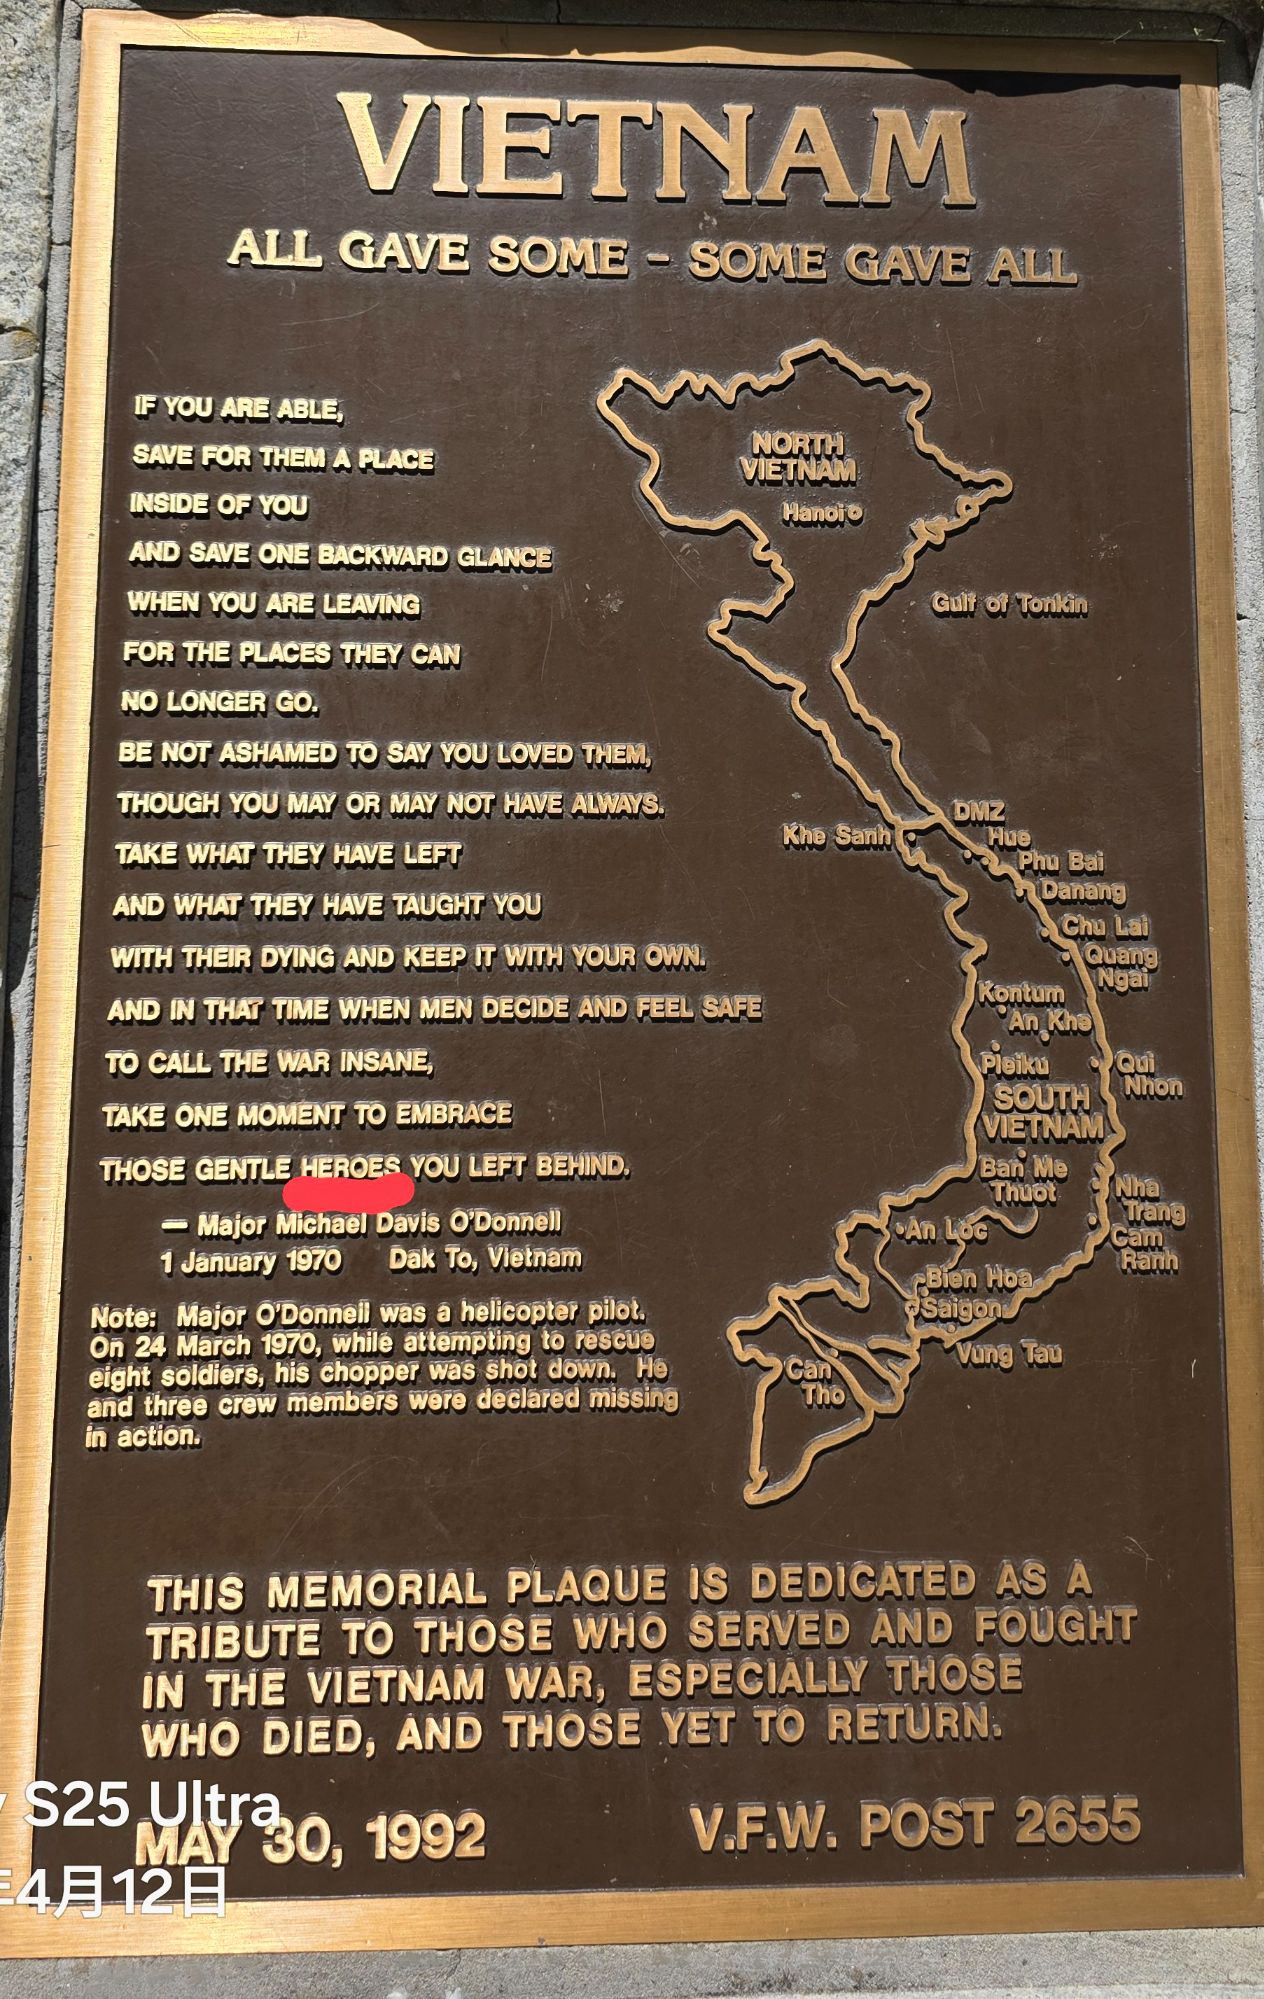 VIETNAM
ALL GAVE SOME – SOME GAVE ALL
IF YOU ARE ABLE,
SAVE FOR THEM A PLACE
INSIDE OF YOU
AND SAVE ONE BACKWARD GLANCE
WHEN YOU ARE LEAVING
FOR THE PLACES THEY CAN
NO LONGER GO.
BE NOT ASHAMED TO SAY YOU LOVED THEM,
THOUGH YOU MAY OR MAY NOT HAVE ALWAYS.
TAKE WHAT THEY HAVE LEFT
AND WHAT THEY HAVE TAUGHT YOU
WITH THEIR DYING AND KEEP IT WITH YOUR OWN.
AND IN THAT TIME WHEN MEN DECIDE AND FEEL SAFE
TO CALL THE WAR INSANE,
TAKE ONE MOMENT TO EMBRACE
THOSE GENTLE HEROES YOU LEFT BEHIND.
— Major Michael Davis O'Donnell
1 January 1970 Dak To, Vietnam
Note: Major O'Donnell was a helicopter pilot.
On 24 March 1970, while attempting to rescue
eight soldiers, his chopper was shot down. He
and three crew members were declared missing
in action.
NORTH
VIETNAM
Hanoi
Gulf of Tonkin
DMZ
Khe Sanh
Hue
Phu Bai
Danang
Chu Lai
Quang
Ngai
Kontum
An Khe
Pleiku
Qui
Nhon
SOUTH
VIETNAM
Ban Me
Thuot
Nha
Trang
An Loc
Cam
Ranh
Bien Hoa
Saigon
Vung Tau
Can
Tho
THIS MEMORIAL PLAQUE IS DEDICATED AS A
TRIBUTE TO THOSE WHO SERVED AND FOUGHT
IN THE VIETNAM WAR, ESPECIALLY THOSE
WHO DIED, AND THOSE YET TO RETURN.
MAY 30, 1992 V.F.W. POST 2655
S25 Ultra
年4月12日